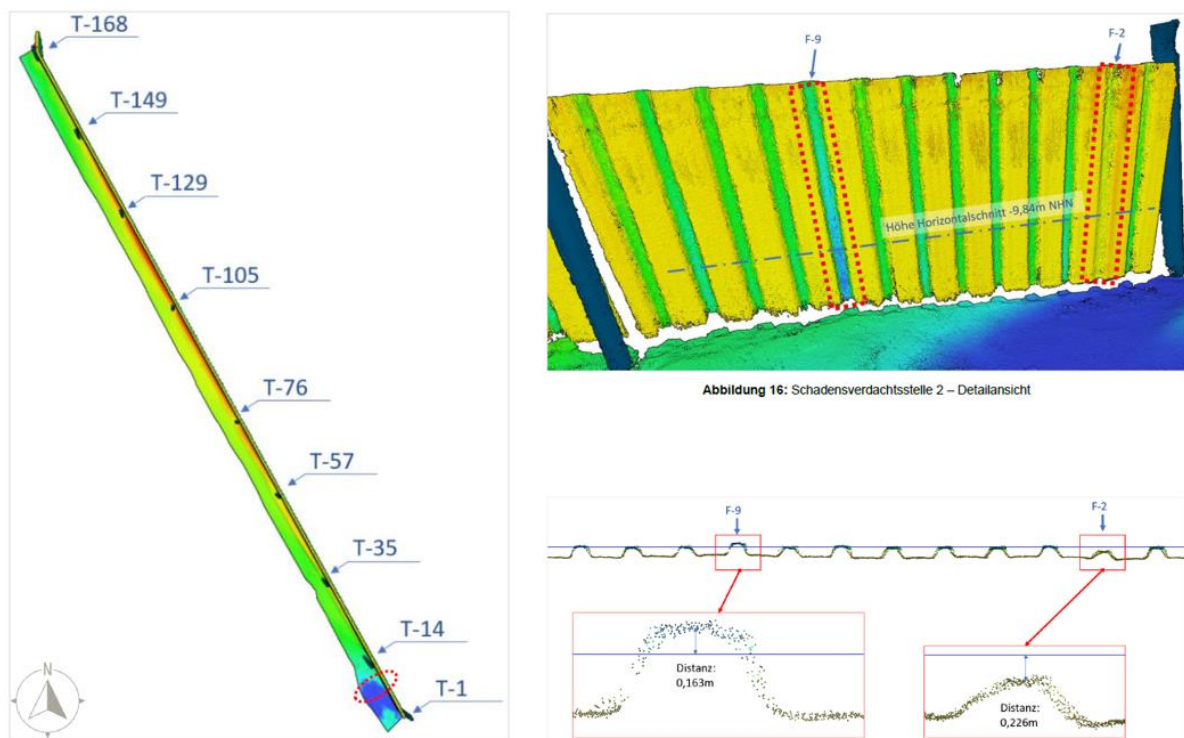 T-168
T-149
T-129
T-105
T-76
T-57
T-35
T-14
T-1
N
F-9
F-2
Höhe Horizontalschnitt -9,84m NHN
Abbildung 16: Schadensverdachtsstelle 2 – Detailansicht
F-9
F-2
Distanz:
0,163m
Distanz:
0,226m